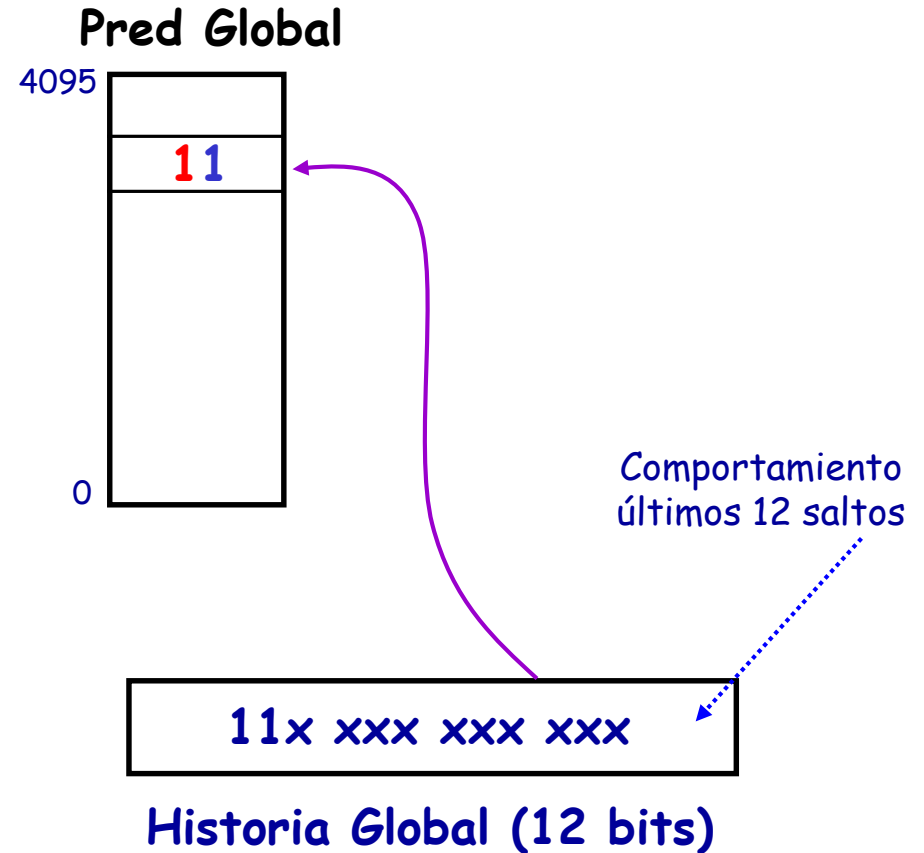 Pred Global
4095
11
0
Comportamiento
últimos 12 saltos
11x xxx xxx xxx
Historia Global (12 bits)